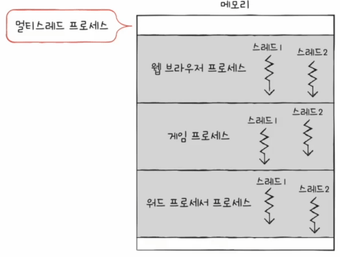 메모리
멀티스레드 프로세스
스레드1
스레드2
웹 브라우저 프로세스
스레드1
스레드2
게임 프로세스
스레드1
스레드2
워드 프로세서 프로세스